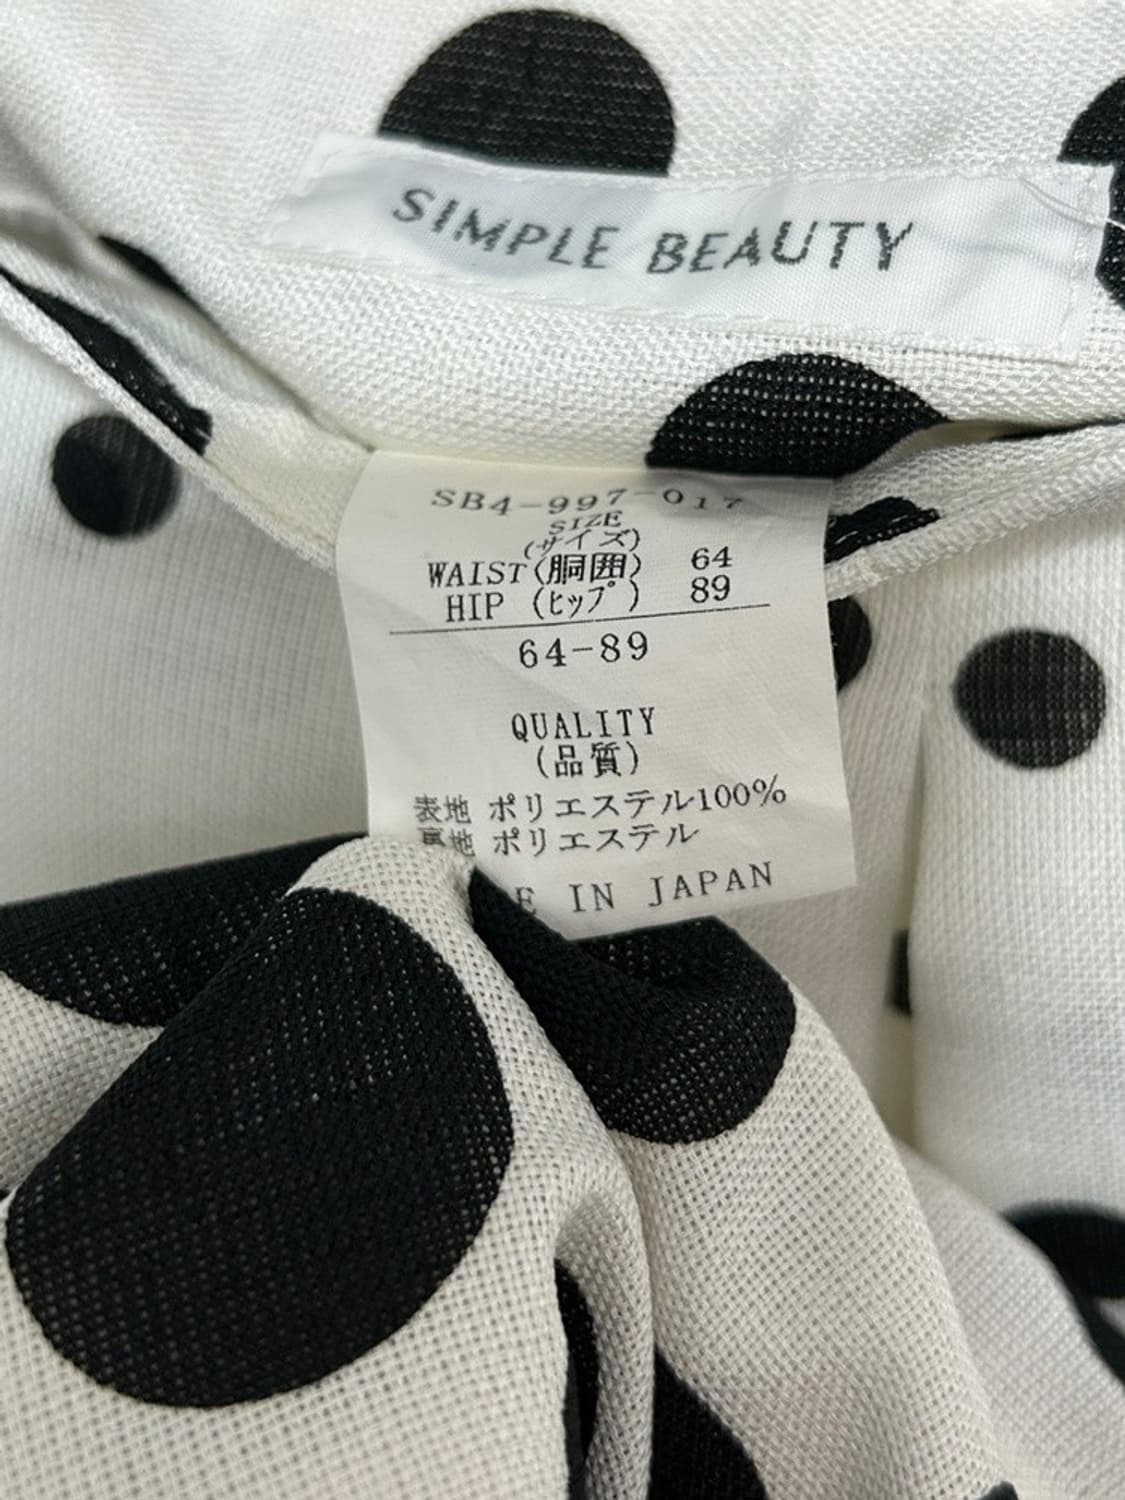 SIMPLE BEAUTY
SB4-997-017
SIZE
(サイズ)
WAIST(胴囲) 64
HIP (ヒップ) 89
64-89
QUALITY
(品質)
表地 ポリエステル100%
裏地 ポリエステル
IN JAPAN